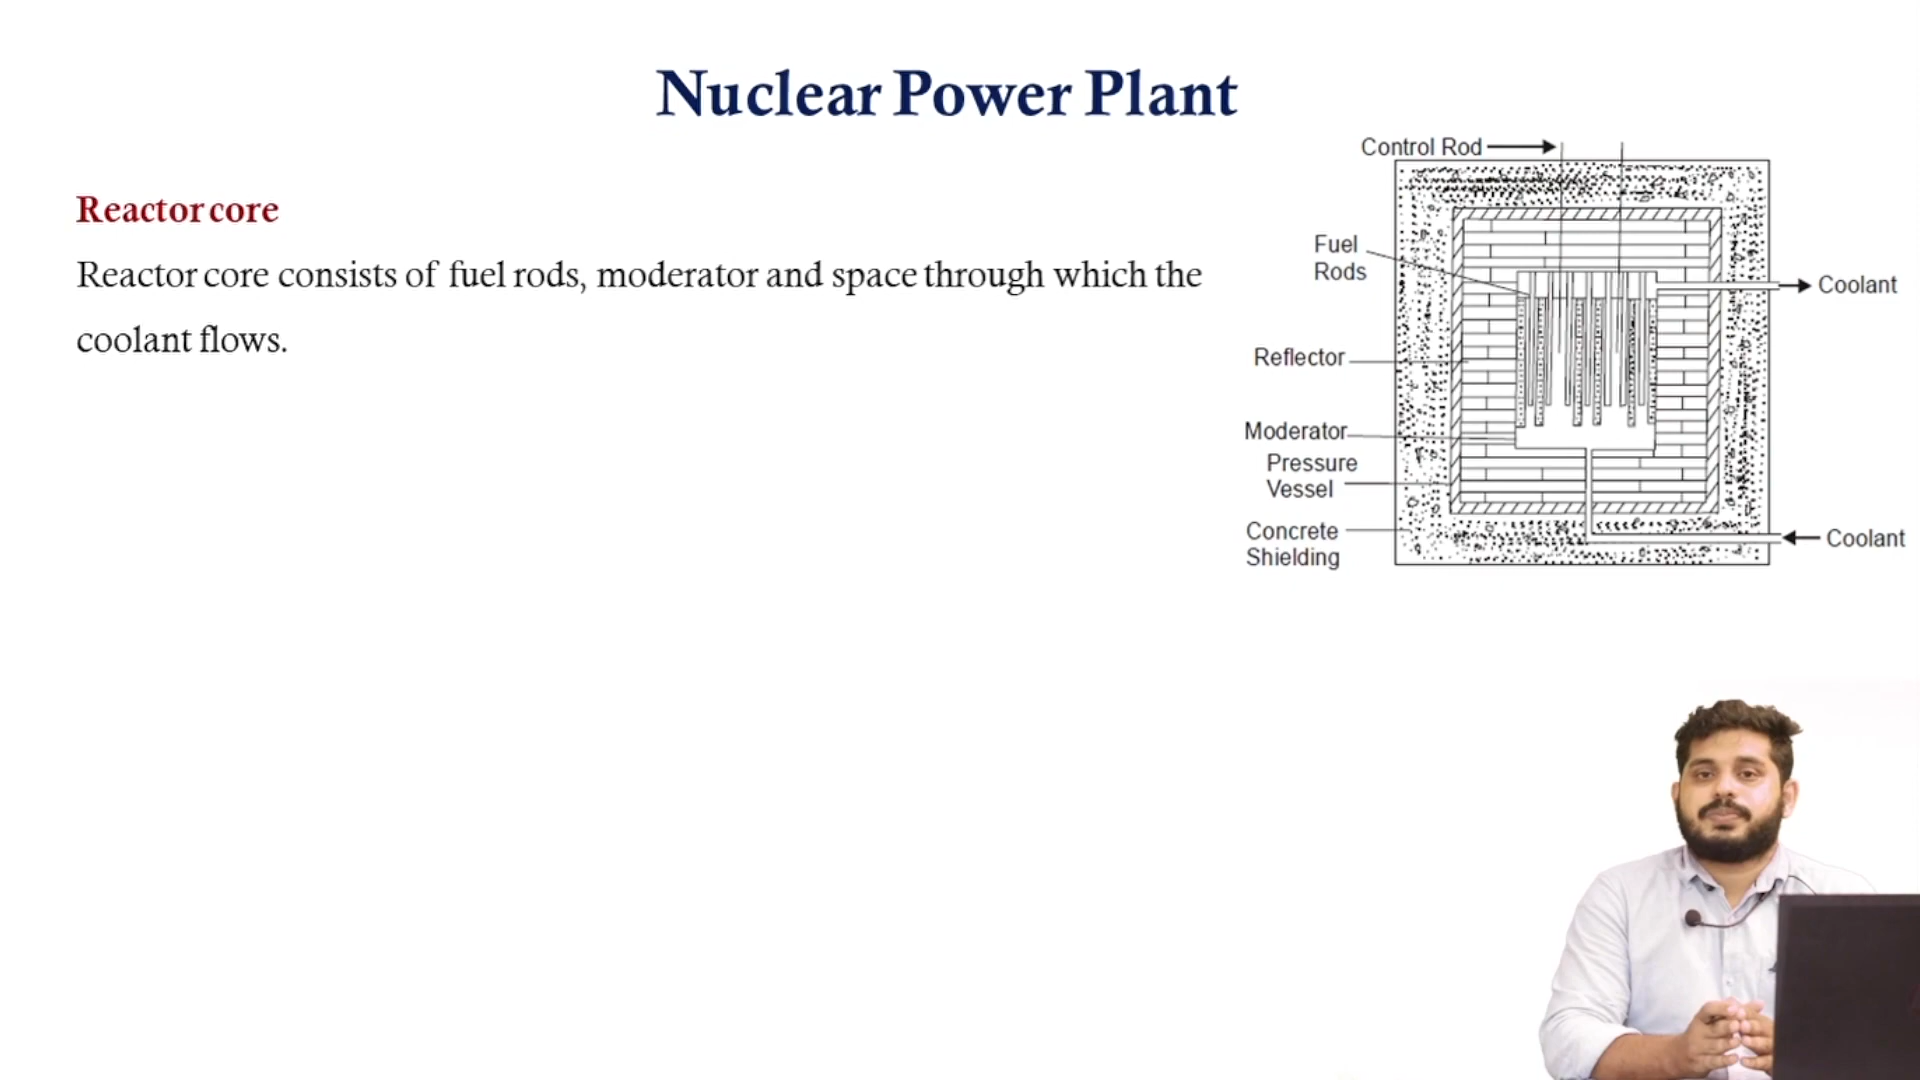 Nuclear Power Plant
Reactor core
Reactor core consists of fuel rods, moderator and space through which the
coolant flows.
Control Rod
Fuel
Rods
Coolant
Reflector
Moderator
Pressure
Vessel
Concrete
Shielding
Coolant